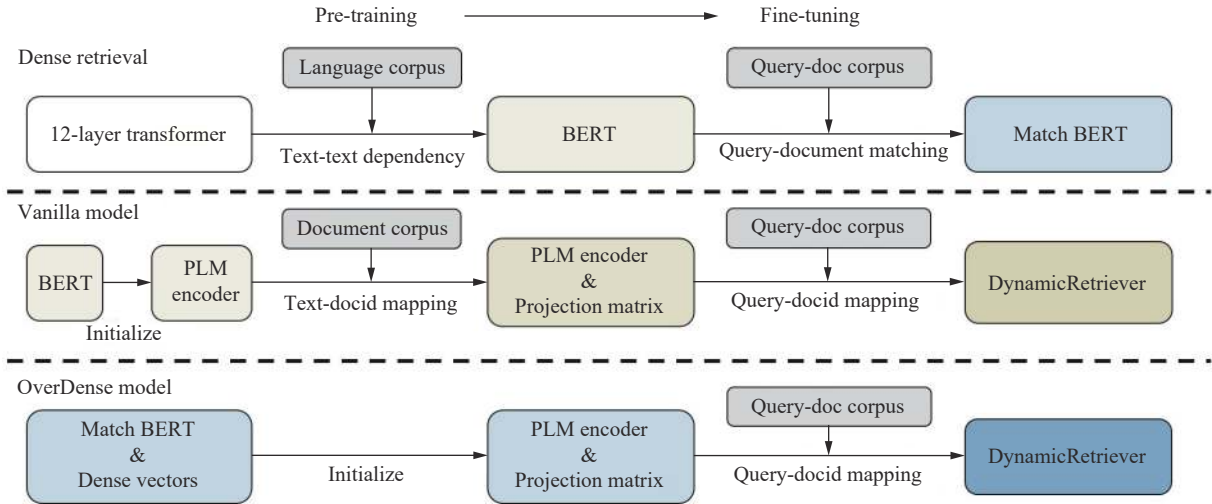 Pre-training
Fine-tuning
Dense retrieval
Language corpus
Query-doc corpus
12-layer transformer
BERT
Match BERT
Text-text dependency
Query-document matching
Vanilla model
Document corpus
Query-doc corpus
BERT
PLM
encoder
PLM encoder
&
Projection matrix
DynamicRetriever
Initialize
Text-docid mapping
Query-docid mapping
OverDense model
Query-doc corpus
Match BERT
&
Dense vectors
Initialize
PLM encoder
&
Projection matrix
Query-docid mapping
DynamicRetriever